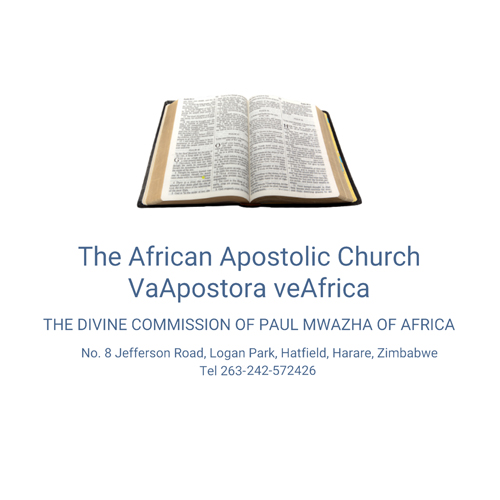 The African Apostolic Church
VaApostora veAfrica
THE DIVINE COMMISSION OF PAUL MWAZHA OF AFRICA
No. 8 Jefferson Road, Logan Park, Hatfield, Harare, Zimbabwe
Tel 263-242-572426